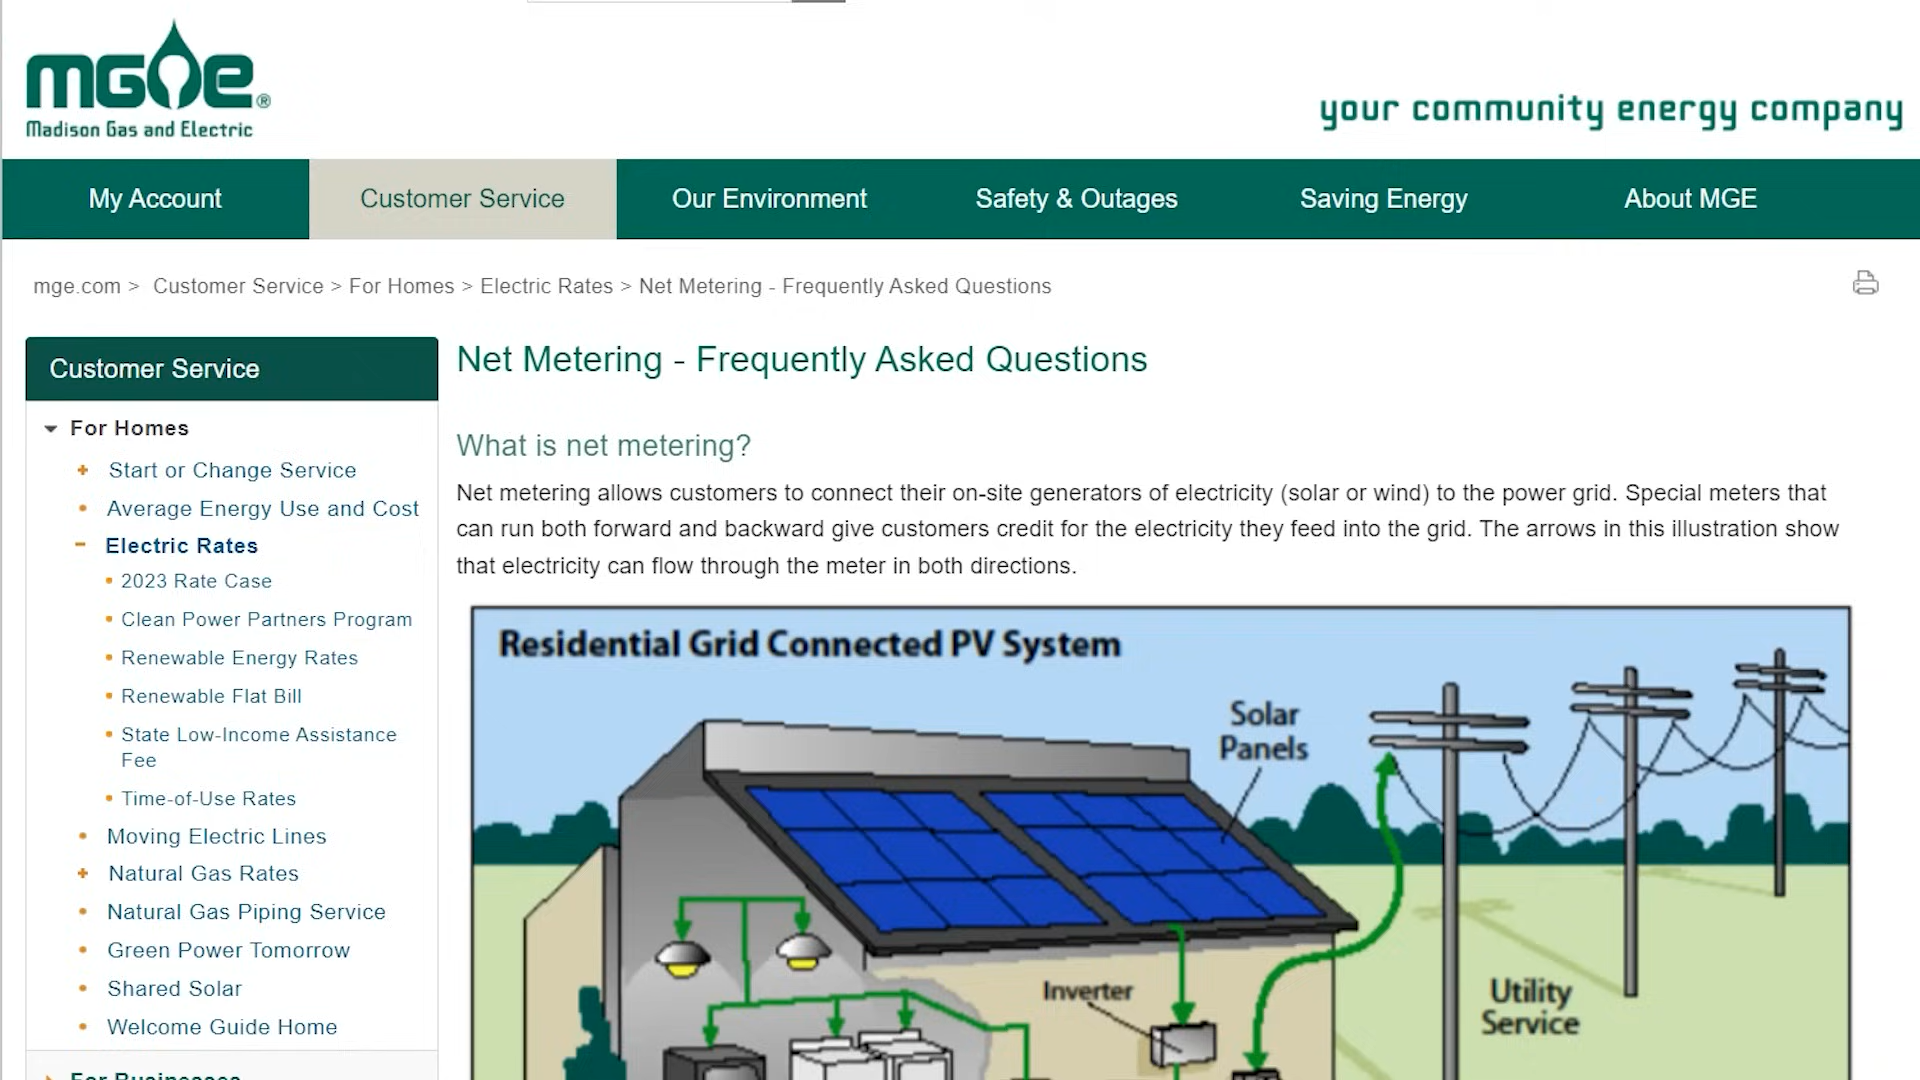 mge®
Madison Gas and Electric
your community energy company
My Account
Customer Service
Our Environment
Safety & Outages
Saving Energy
About MGE
mge.com > Customer Service > For Homes > Electric Rates > Net Metering - Frequently Asked Questions
Customer Service
For Homes
Start or Change Service
Average Energy Use and Cost
Electric Rates
2023 Rate Case
Clean Power Partners Program
Renewable Energy Rates
Renewable Flat Bill
State Low-Income Assistance
Fee
Time-of-Use Rates
Moving Electric Lines
Natural Gas Rates
Natural Gas Piping Service
Green Power Tomorrow
Shared Solar
Welcome Guide Home
For Businesses
Net Metering - Frequently Asked Questions
What is net metering?
Net metering allows customers to connect their on-site generators of electricity (solar or wind) to the power grid. Special meters that
can run both forward and backward give customers credit for the electricity they feed into the grid. The arrows in this illustration show
that electricity can flow through the meter in both directions.
Residential Grid Connected PV System
Solar
Panels
Inverter
Utility
Service